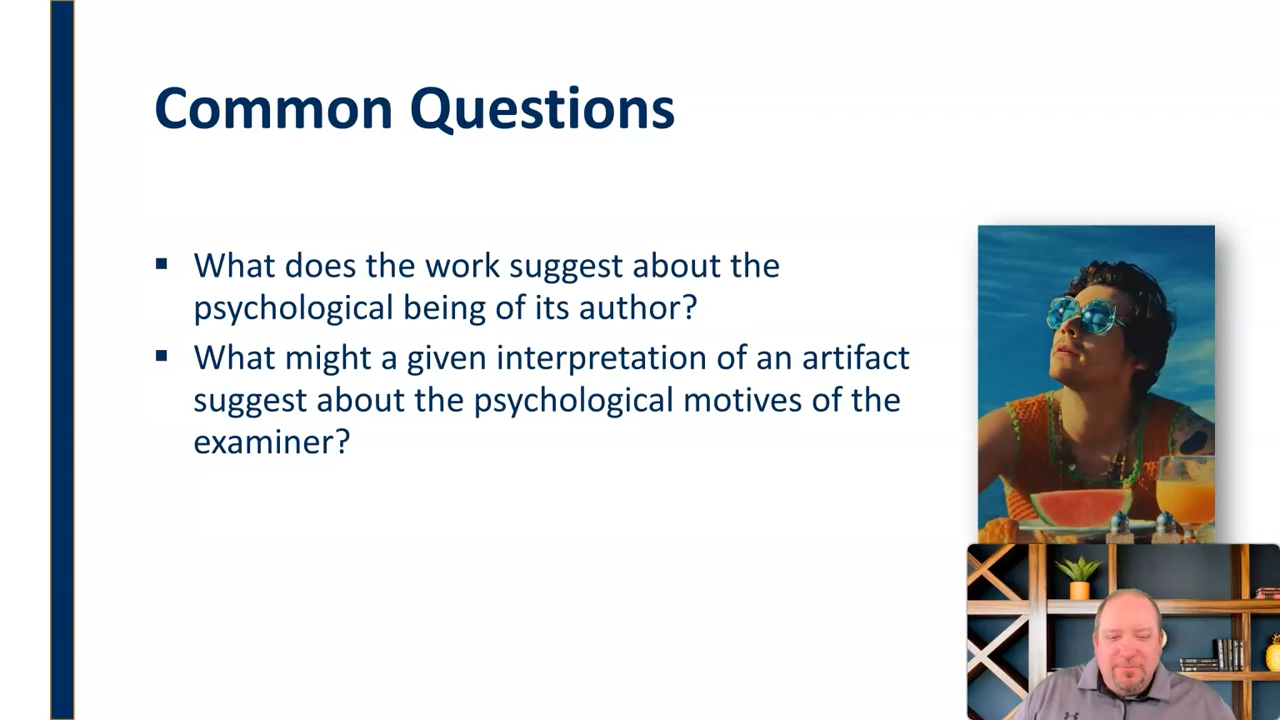 Common Questions
▪ What does the work suggest about the
psychological being of its author?
▪ What might a given interpretation of an artifact
suggest about the psychological motives of the
examiner?